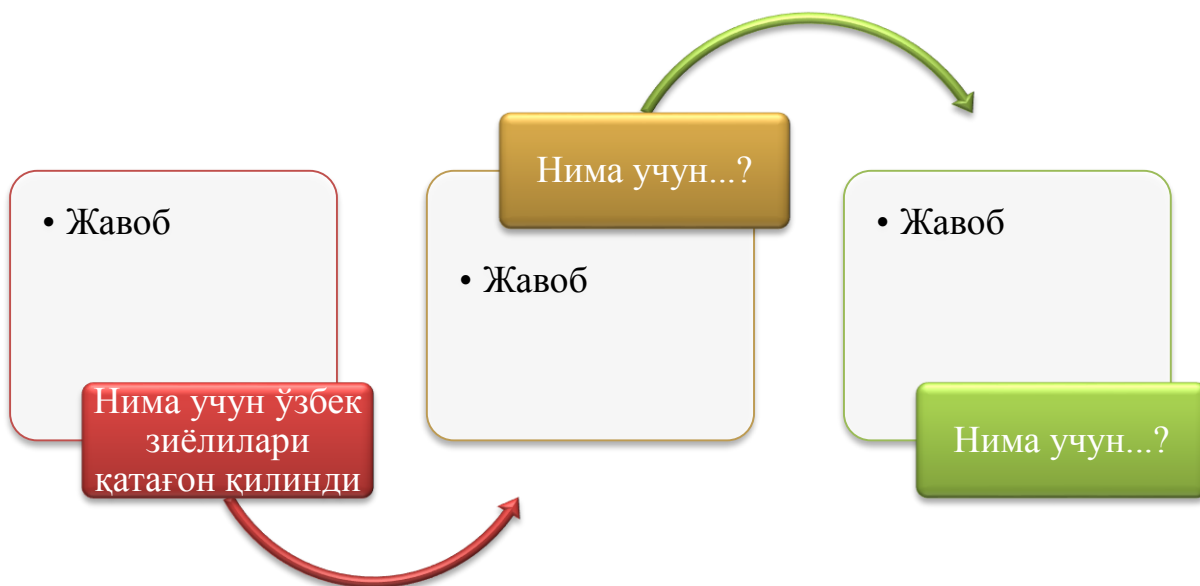 • Жавоб
Нима учун ўзбек
зиёлилари
қатағон қилинди
Нима учун...?
• Жавоб
• Жавоб
Нима учун...?